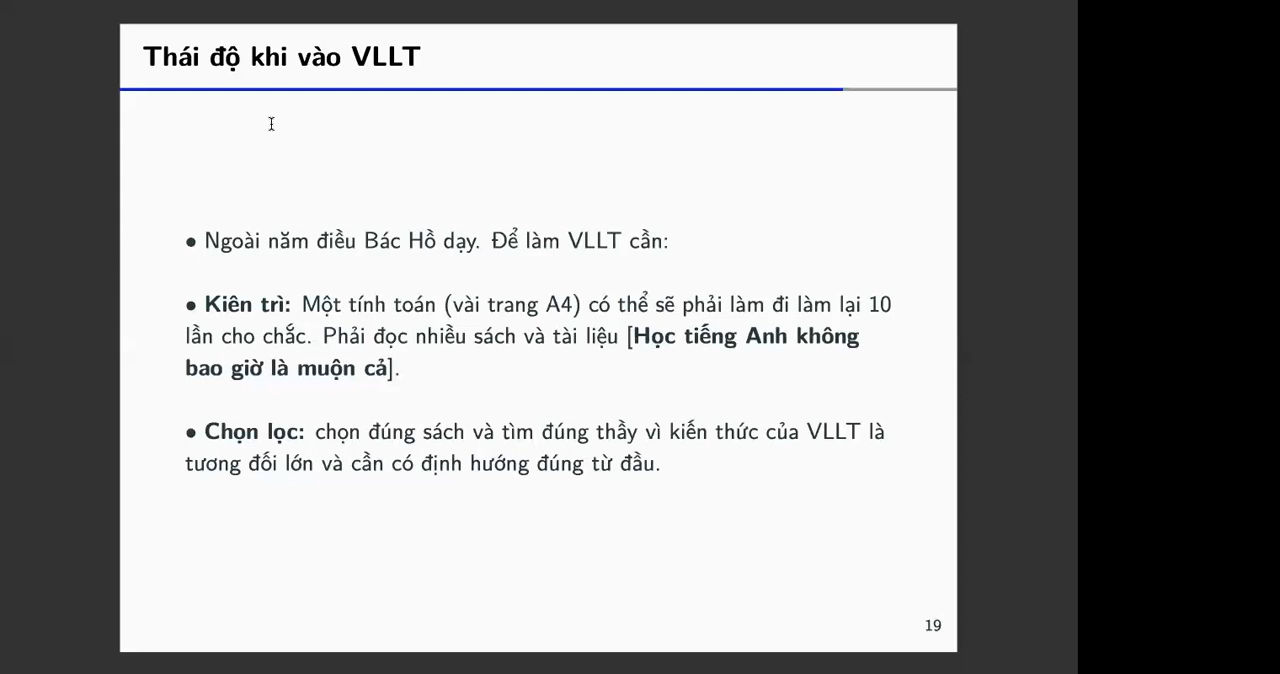 Thái độ khi vào VLLT
• Ngoài năm điều Bác Hồ dạy. Để làm VLLT cần:
• Kiên trì: Một tính toán (vài trang A4) có thể sẽ phải làm đi làm lại 10
lần cho chắc. Phải đọc nhiều sách và tài liệu [Học tiếng Anh không
bao giờ là muộn cả].
• Chọn lọc: chọn đúng sách và tìm đúng thầy vì kiến thức của VLLT là
tương đối lớn và cần có định hướng đúng từ đầu.
19